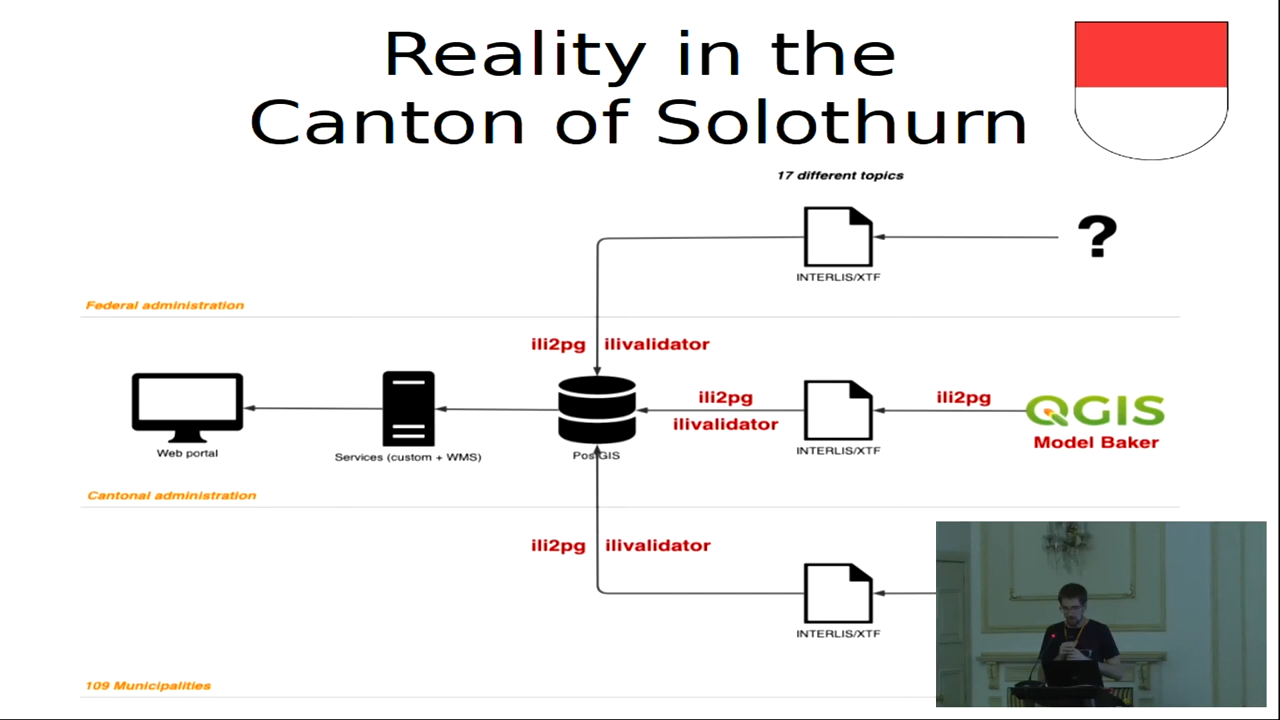 Reality in the
Canton of Solothurn
17 different topics
?
INTERLIS/XTF
Federal administration
ili2pg ilivalidator
ili2pg
ilivalidator
ili2pg
QGIS
Model Baker
Web portal
Services (custom + WMS)
PostGIS
INTERLIS/XTF
Cantonal administration
ili2pg ilivalidator
INTERLIS/XTF
109 Municipalities